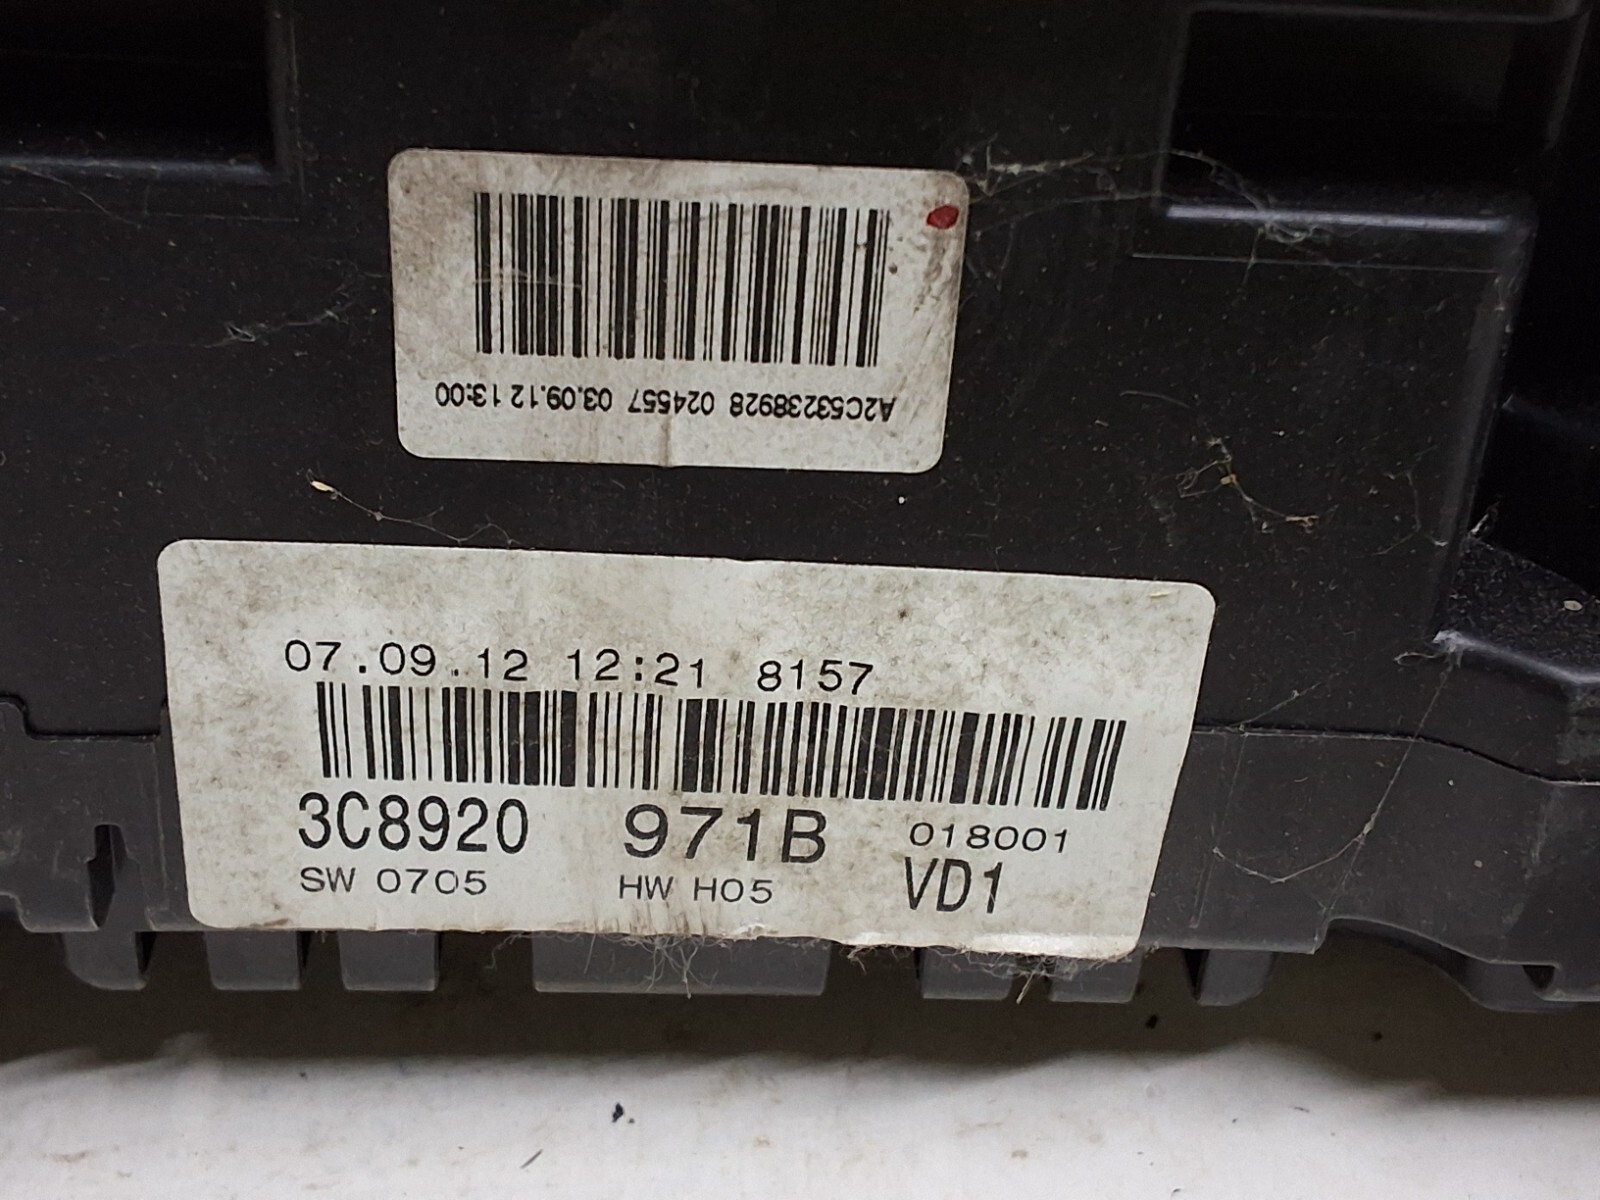 A2C53238928 024557 03.09.12 13:00
07.09.12 12:21 8157
3C8920 971B 018001
SW 0705 HW H05 VD1